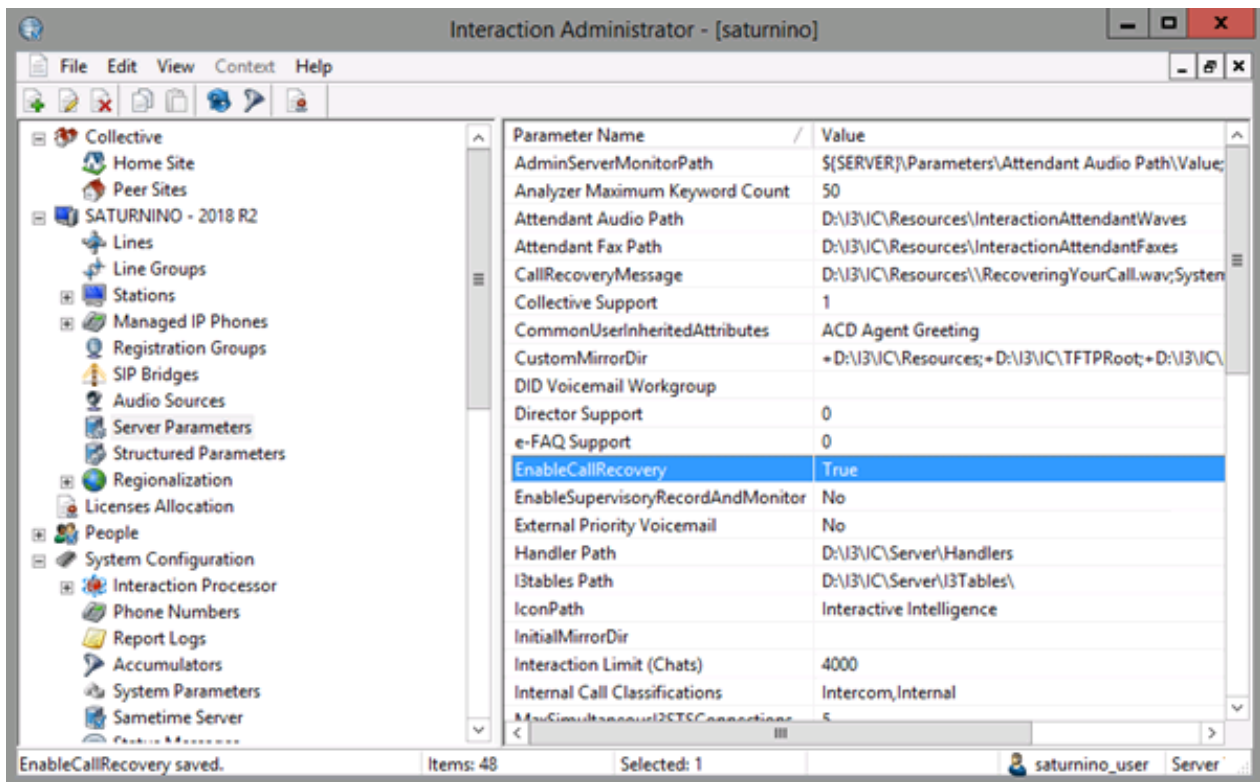 Interaction Administrator - [saturnino]
File Edit View Context Help
Collective
Home Site
Peer Sites
SATURNINO - 2018 R2
Lines
Line Groups
Stations
Managed IP Phones
Registration Groups
SIP Bridges
Audio Sources
Server Parameters
Structured Parameters
Regionalization
Licenses Allocation
People
System Configuration
Interaction Processor
Phone Numbers
Report Logs
Accumulators
System Parameters
Sametime Server
Parameter Name Value
AdminServerMonitorPath $(SERVER)\Parameters\Attendant Audio Path\Value;
Analyzer Maximum Keyword Count 50
Attendant Audio Path D:\I3\IC\Resources\InteractionAttendantWaves
Attendant Fax Path D:\I3\IC\Resources\InteractionAttendantFaxes
CallRecoveryMessage D:\I3\IC\Resources\\RecoveringYourCall.wav;System
Collective Support 1
CommonUserInheritedAttributes ACD Agent Greeting
CustomMirrorDir +D:\I3\IC\Resources;+D:\I3\IC\TFTPRoot;+D:\I3\IC\
DID Voicemail Workgroup
Director Support 0
e-FAQ Support 0
EnableCallRecovery True
EnableSupervisoryRecordAndMonitor No
External Priority Voicemail No
Handler Path D:\I3\IC\Server\Handlers
I3tables Path D:\I3\IC\Server\I3Tables\
IconPath Interactive Intelligence
InitialMirrorDir
Interaction Limit (Chats) 4000
Internal Call Classifications Intercom,Internal
EnableCallRecovery saved. Items: 48 Selected: 1 saturnino_user Server